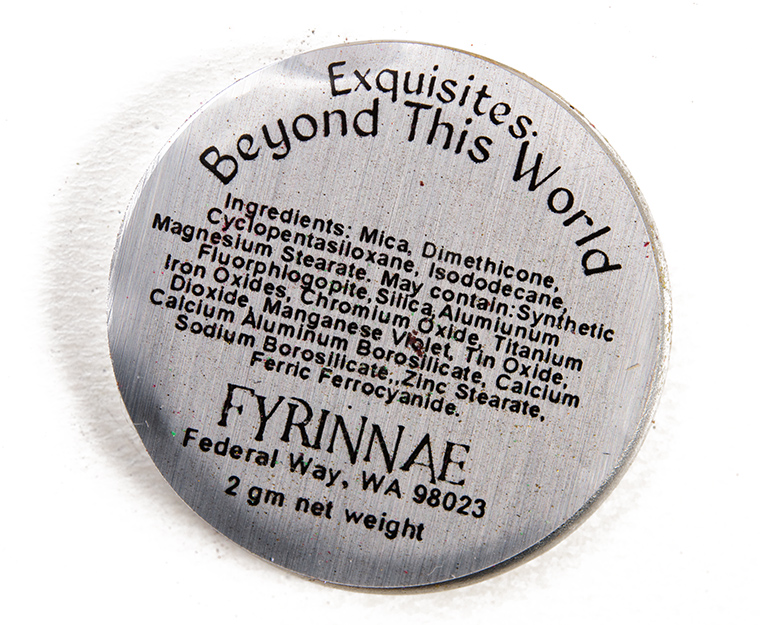 Exquisites.
Beyond This World
Ingredients: Mica, Dimethicone,
Cyclopentasiloxane, Isododecane,
Magnesium Stearate, May contain:Synthetic
Fluorphlogopite,Silica,Alumiunum
Iron Oxides, Chromium Oxide, Titanium
Dioxide, Manganese Violet, Tin Oxide,
Calcium Aluminum Borosilicate, Calcium
Sodium Borosilicate,,Zinc Stearate,
Ferric Ferrocyanide.
FYRINNAE
Federal Way, WA 98023
2 gm net weight